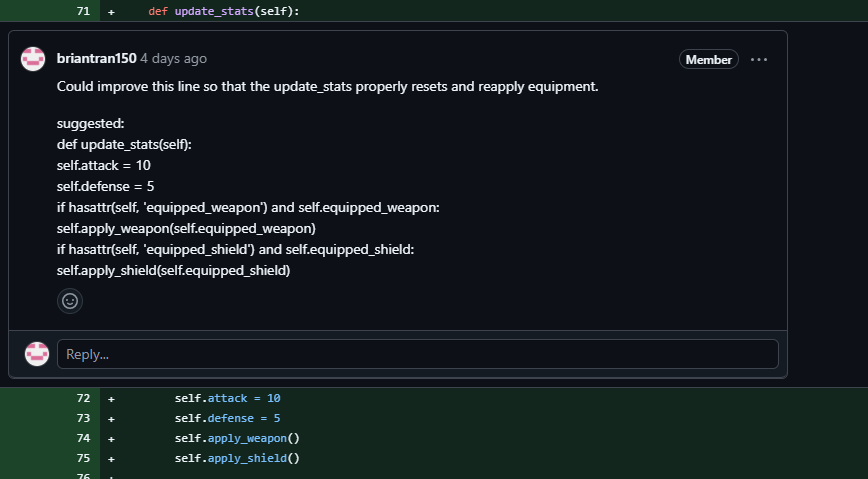 71 + def update_stats(self):
briantran150 4 days ago Member ...
Could improve this line so that the update_stats properly resets and reapply equipment.
suggested:
def update_stats(self):
self.attack = 10
self.defense = 5
if hasattr(self, 'equipped_weapon') and self.equipped_weapon:
self.apply_weapon(self.equipped_weapon)
if hasattr(self, 'equipped_shield') and self.equipped_shield:
self.apply_shield(self.equipped_shield)
Reply...
72 + self.attack = 10
73 + self.defense = 5
74 + self.apply_weapon()
75 + self.apply_shield()
76 +